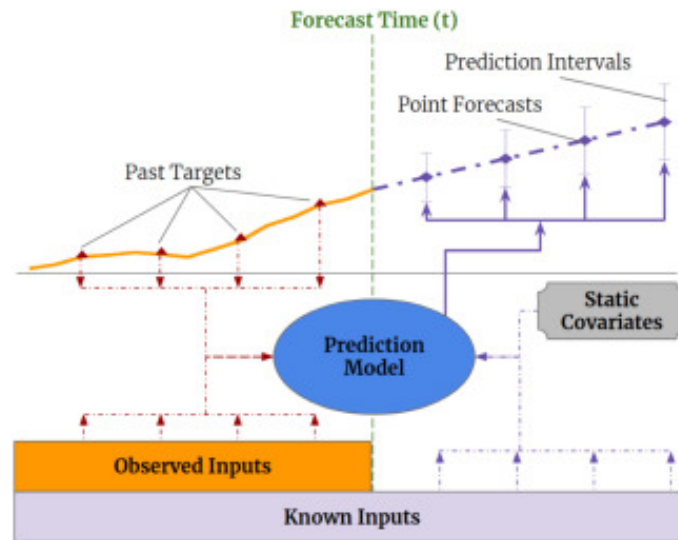 Forecast Time (t)
Prediction Intervals
Point Forecasts
Past Targets
Static
Covariates
Prediction
Model
Observed Inputs
Known Inputs